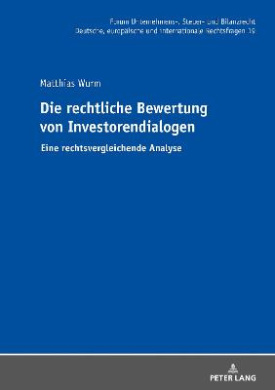 Forum Unternehmens-, Steuer- und Bilanzrecht
Deutsche, europäische und internationale Rechtsfragen
Matthias Wurm
Die rechtliche Bewertung
von Investorendialogen
Eine rechtsvergleichende Analyse
PETER LANG